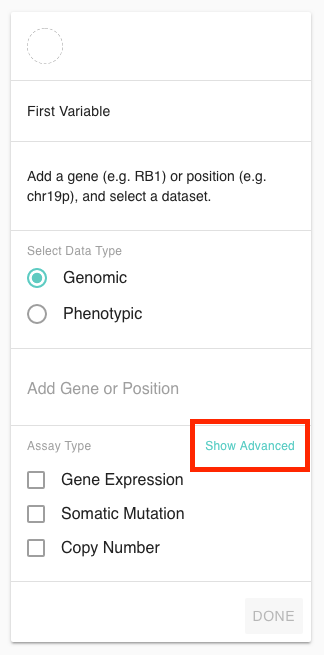 First Variable
Add a gene (e.g. RB1) or position (e.g.
chr19p), and select a dataset.
Select Data Type
Genomic
Phenotypic
Add Gene or Position
Assay Type
Show Advanced
Gene Expression
Somatic Mutation
Copy Number
DONE